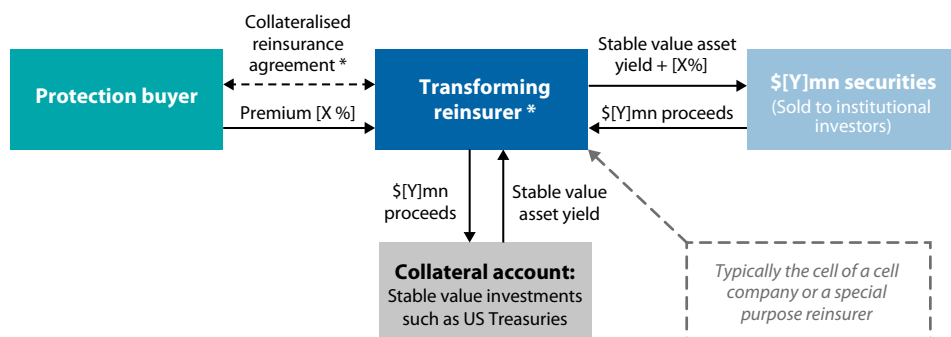 Collateralised
reinsurance
agreement *
Protection buyer
Premium [X %]
Transforming
reinsurer *
Stable value asset
yield + [X%]
$[Y]mn proceeds
$[Y]mn securities
(Sold to institutional
investors)
$[Y]mn
proceeds
Stable value
asset yield
Collateral account:
Stable value investments
such as US Treasuries
Typically the cell of a cell
company or a special
purpose reinsurer